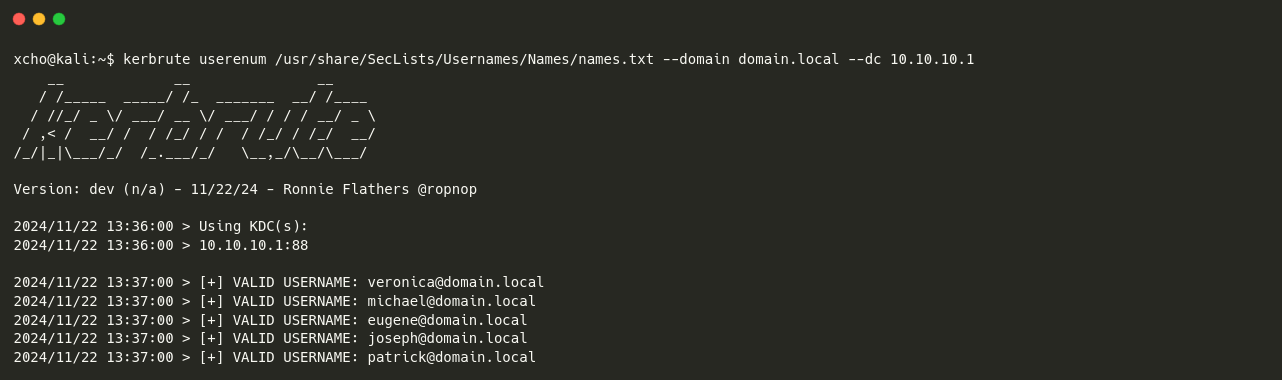 xcho@kali:~$ kerbrute userenum /usr/share/SecLists/Usernames/Names/names.txt --domain domain.local --dc 10.10.10.1
    __             __               __
   / /_____  _____/ /_  _______  __/ /____
  / //_/ _ \/ ___/ __ \/ ___/ / / / __/ _ \
 / ,< /  __/ /  / /_/ / /  / /_/ / /_/  __/
/_/|_|\___/_/  /_.___/_/   \__,_/\__/\___/
Version: dev (n/a) - 11/22/24 - Ronnie Flathers @ropnop
2024/11/22 13:36:00 > Using KDC(s):
2024/11/22 13:36:00 > 10.10.10.1:88
2024/11/22 13:37:00 > [+] VALID USERNAME: veronica@domain.local
2024/11/22 13:37:00 > [+] VALID USERNAME: michael@domain.local
2024/11/22 13:37:00 > [+] VALID USERNAME: eugene@domain.local
2024/11/22 13:37:00 > [+] VALID USERNAME: joseph@domain.local
2024/11/22 13:37:00 > [+] VALID USERNAME: patrick@domain.local